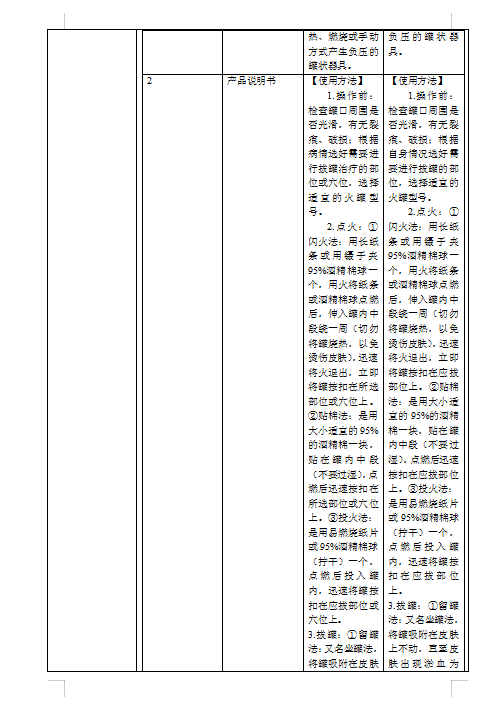 热、燃烧或手动
方式产生负压的
罐状器具。
负压的罐状器
具。
2
产品说明书
【使用方法】
1.操作前：
检查罐口周围是
否光滑，有无裂
痕、破损；根据
病情选好需要进
行拔罐治疗的部
位或穴位，选择
适宜的火罐型
号。
2.点火：①
闪火法：用长纸
条或用镊子夹
95%酒精棉球一
个，用火将纸条
或酒精棉球点燃
后，伸入罐内中
段绕一周（切勿
将罐烧热，以免
烫伤皮肤），迅速
将火退出，立即
将罐按扣在所选
部位或穴位上。
②贴棉法：是用
大小适宜的95%
的酒精棉一块，
贴在罐内中段
（不要过湿），点
燃后迅速按扣在
所选部位或穴位
上。③投火法：
是用易燃烧纸片
或95%酒精棉球
（拧干）一个，
点燃后投入罐
内，迅速将罐按
扣在应拔部位或
穴位上。
3.拔罐：①留罐
法：又名坐罐法，
将罐吸附在皮肤
【使用方法】
1.操作前：
检查罐口周围是
否光滑，有无裂
痕、破损；根据
自身情况选好需
要进行拔罐的部
位，选择适宜的
火罐型号。
2.点火：①
闪火法：用长纸
条或用镊子夹
95%酒精棉球一
个，用火将纸条
或酒精棉球点燃
后，伸入罐内中
段绕一周（切勿
将罐烧热，以免
烫伤皮肤），迅速
将火退出，立即
将罐按扣在应拔
部位上。②贴棉
法：是用大小适
宜的95%的酒精
棉一块，贴在罐
内中段（不要过
湿），点燃后迅速
按扣在应拔部位
上。③投火法：
是用易燃烧纸片
或95%酒精棉球
（拧干）一个，
点燃后投入罐
内，迅速将罐按
扣在应拔部位
上。
3.拔罐：①留罐
法：又名坐罐法，
将罐吸附在皮肤
上不动，直至皮
肤出现淤血为